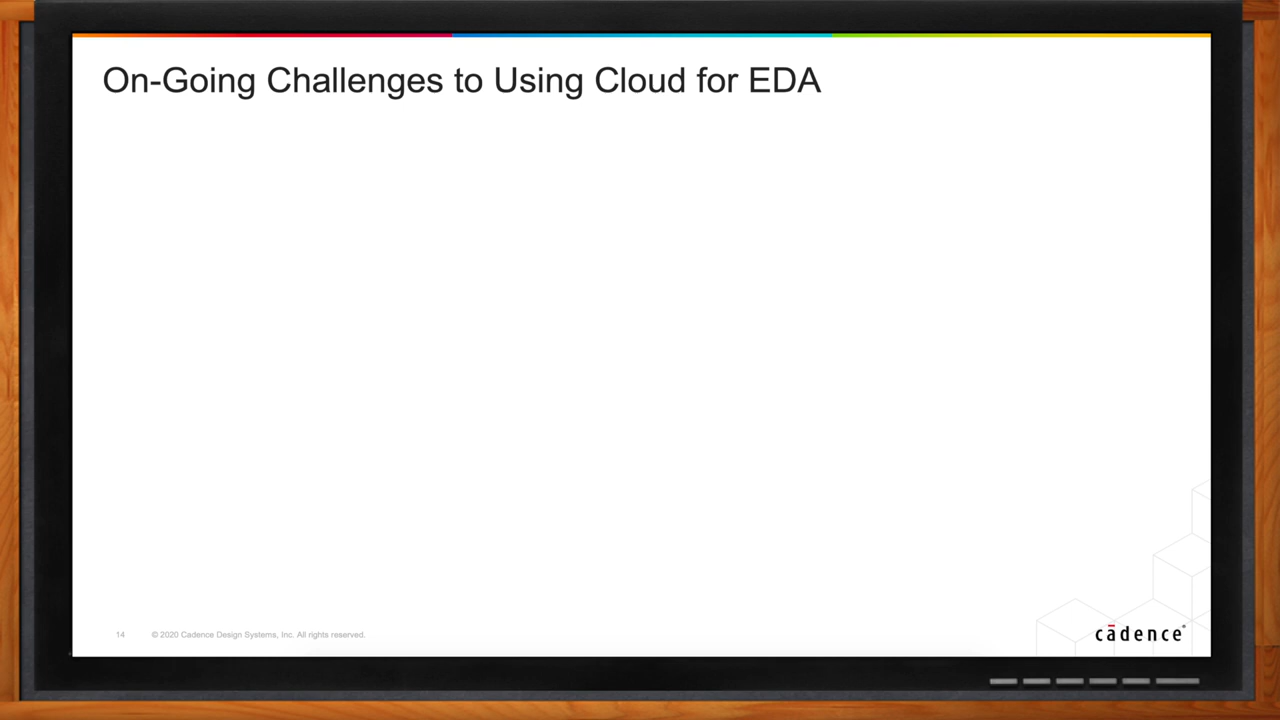 On-Going Challenges to Using Cloud for EDA
14 © 2020 Cadence Design Systems, Inc. All rights reserved.
cādence®